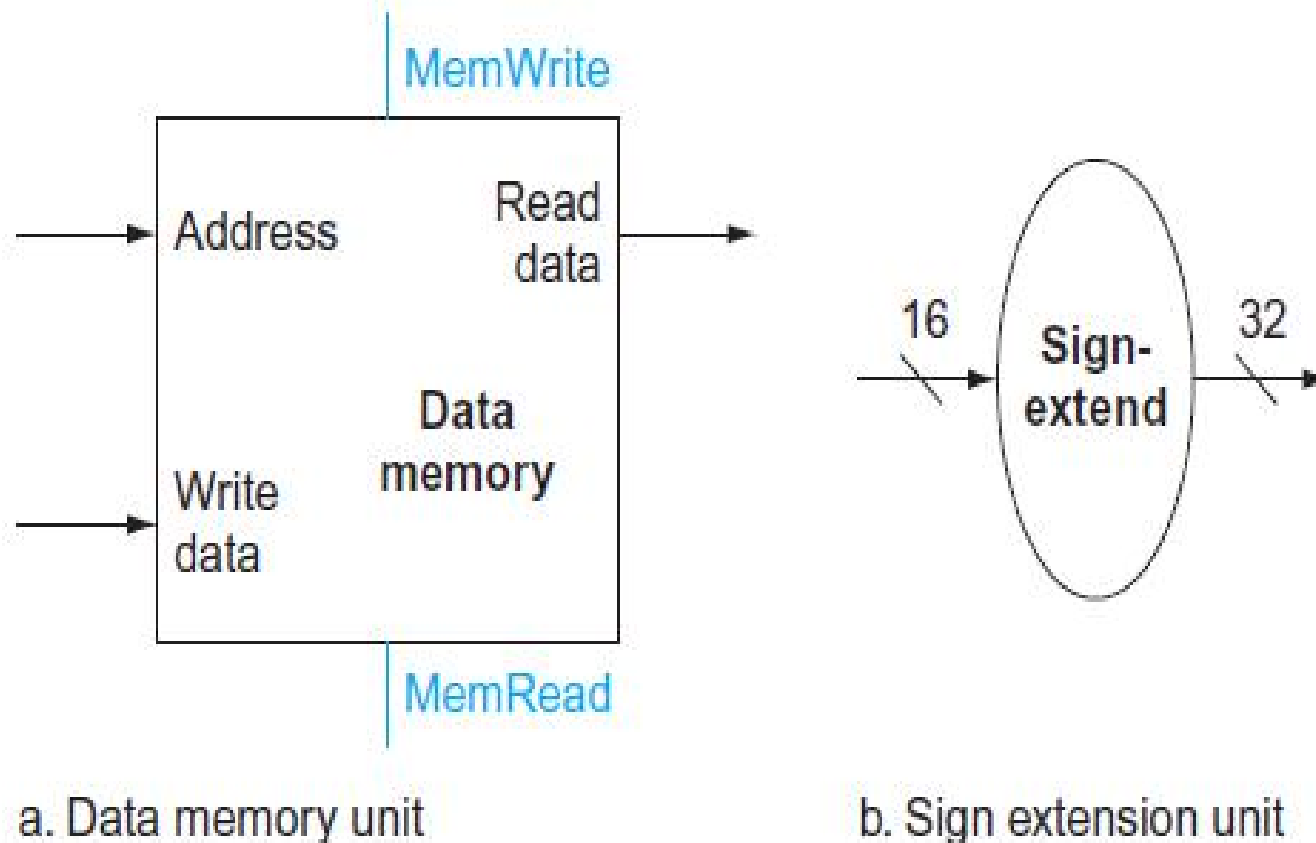 MemWrite
Address
Read
data
Data
memory
Write
data
MemRead
a. Data memory unit
16
Sign-
extend
32
b. Sign extension unit